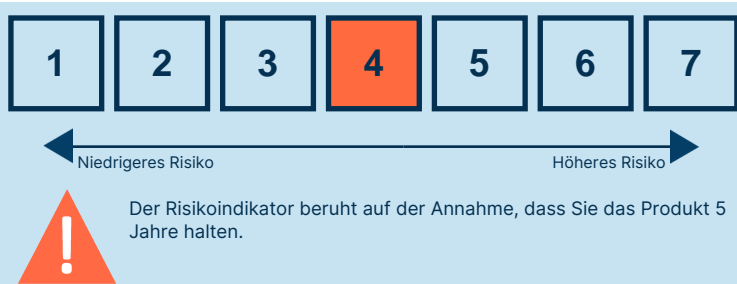 1 2 3 4 5 6 7
Niedrigeres Risiko Höheres Risiko
Der Risikoindikator beruht auf der Annahme, dass Sie das Produkt 5
Jahre halten.
!